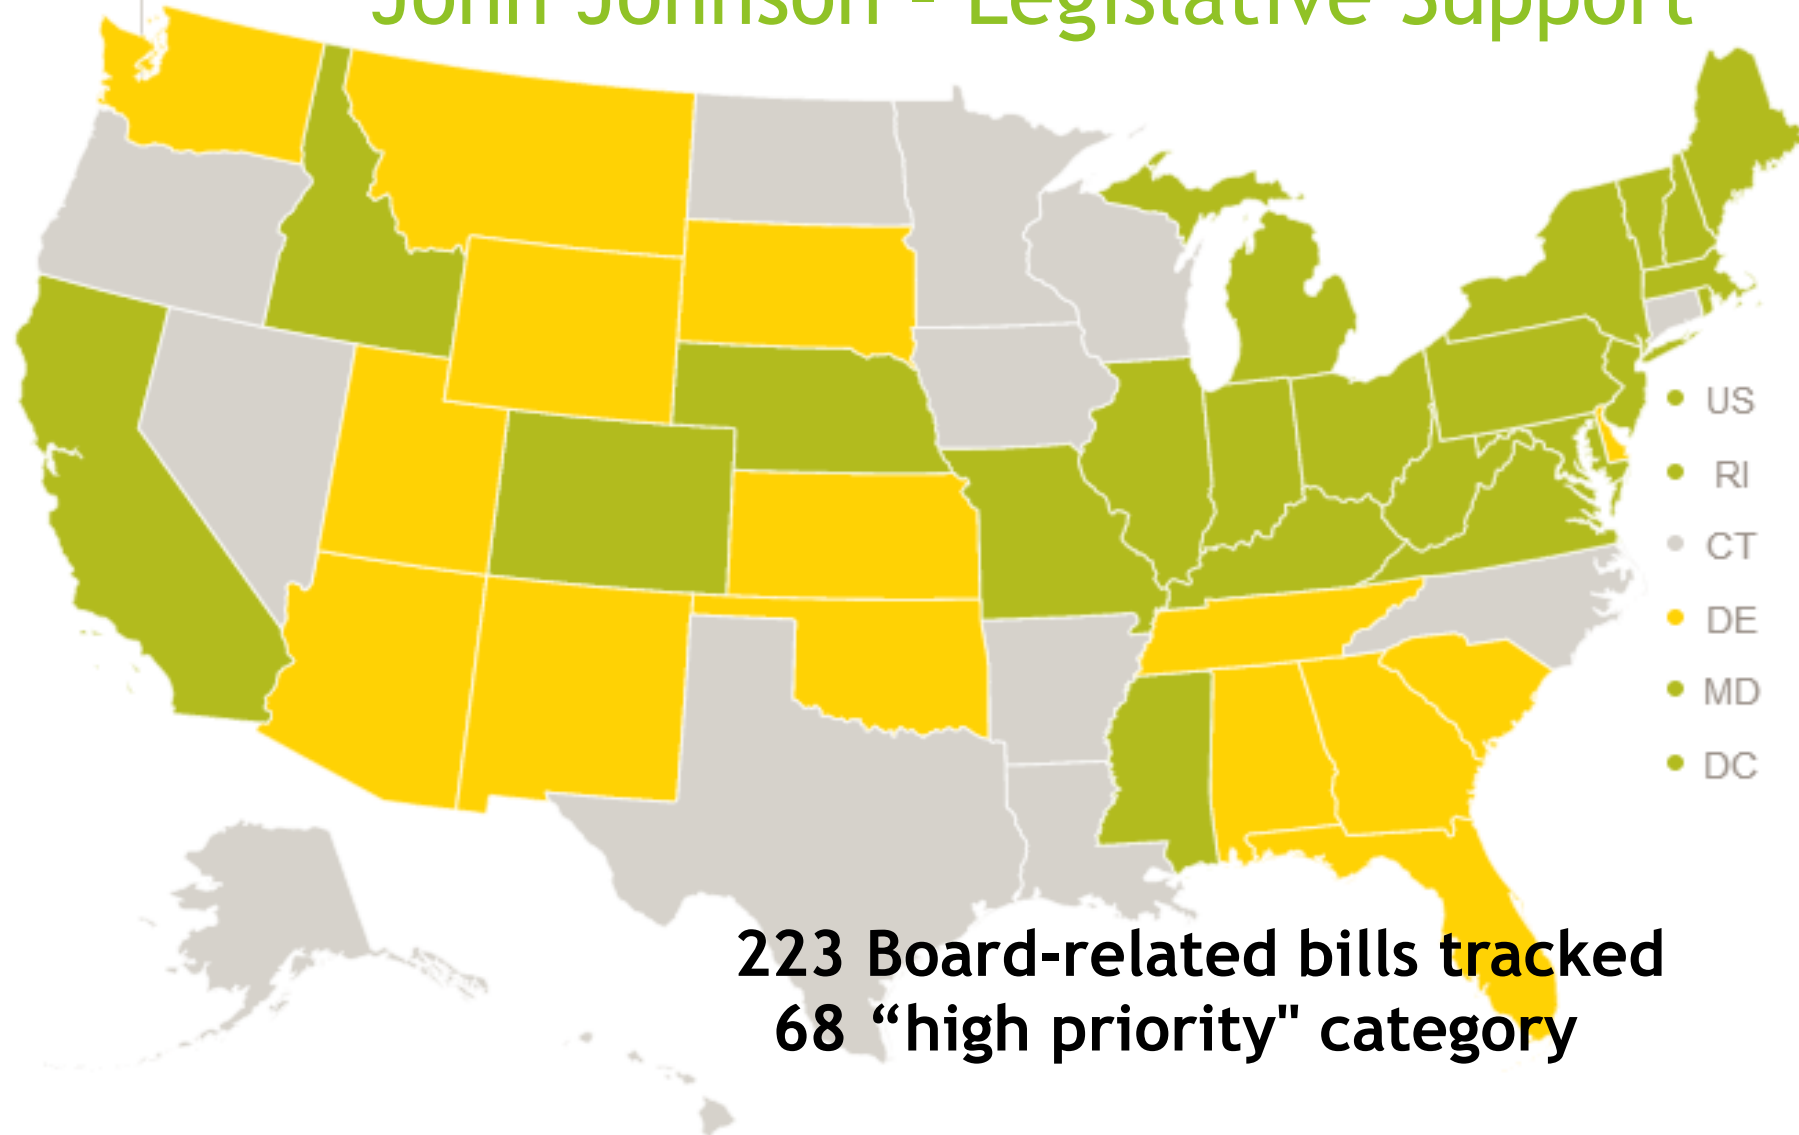 John Johnson - Legislative Support
US
RI
CT
DE
MD
DC
223 Board-related bills tracked
68 “high priority" category